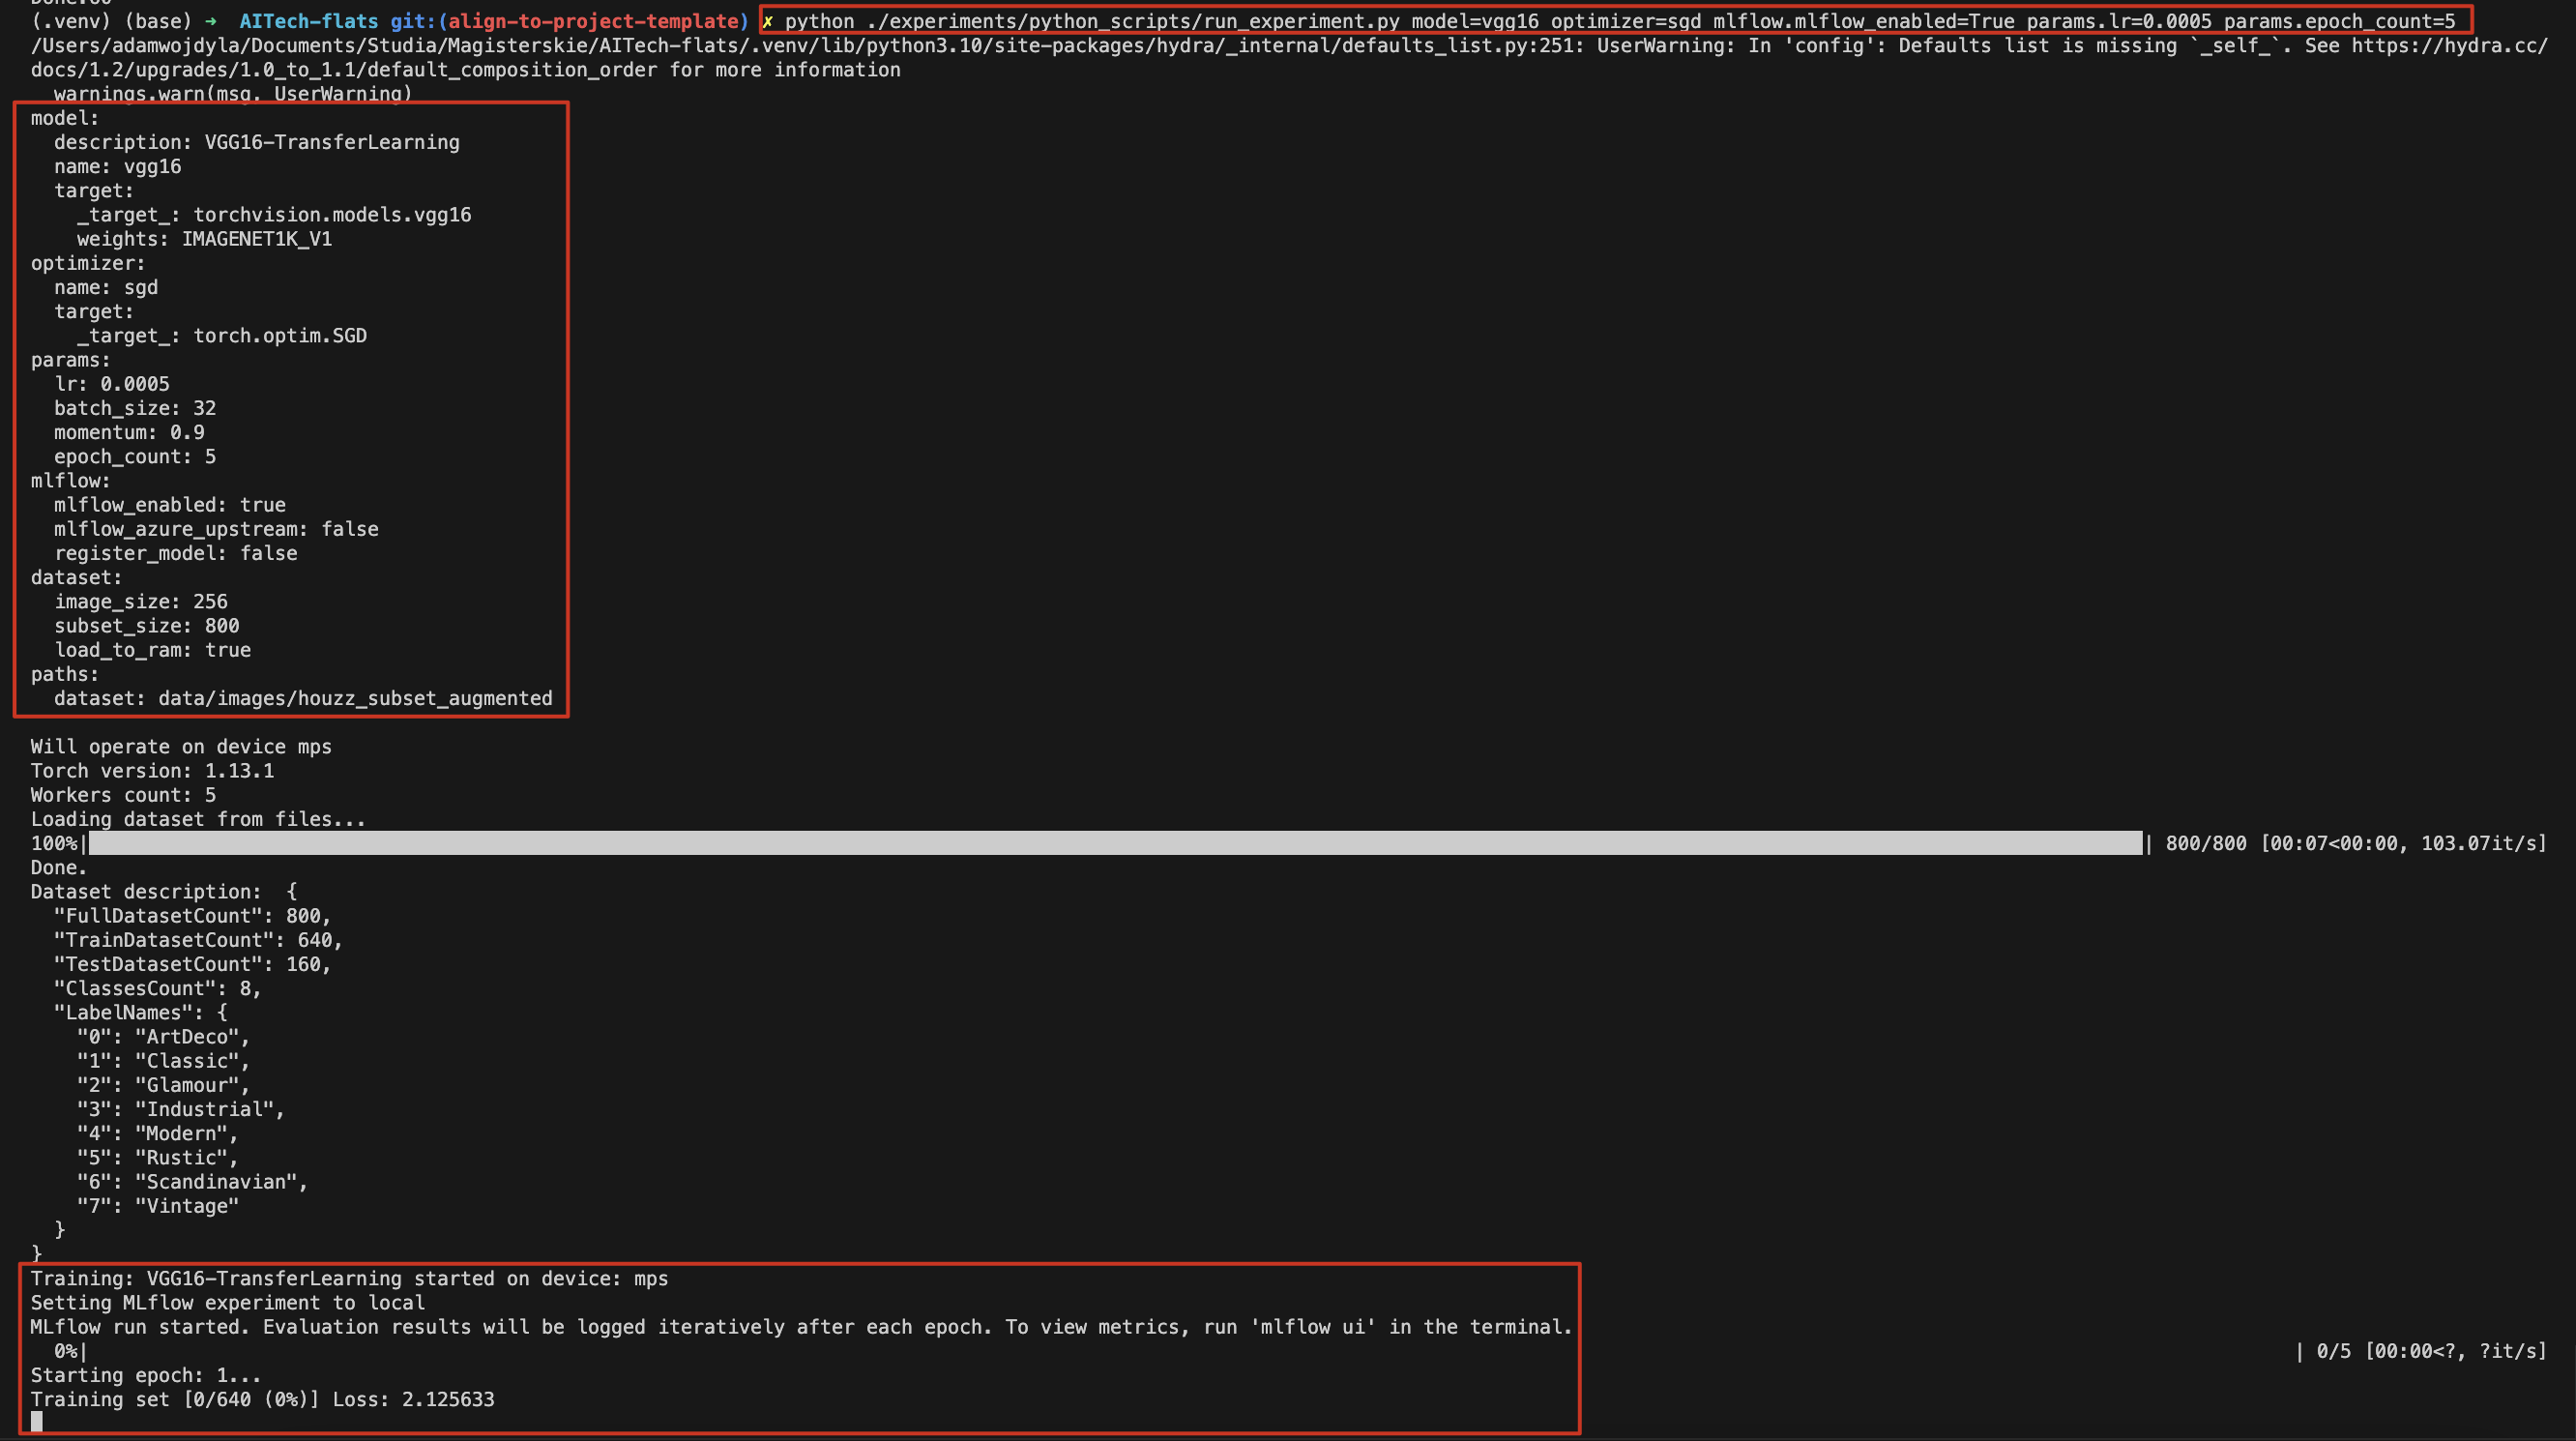 Done.60
(.venv) (base) ➜  AITech-flats git:(align-to-project-template) ✗ python ./experiments/python_scripts/run_experiment.py model=vgg16 optimizer=sgd mlflow.mlflow_enabled=True params.lr=0.0005 params.epoch_count=5
/Users/adamwojdyla/Documents/Studia/Magisterskie/AITech-flats/.venv/lib/python3.10/site-packages/hydra/_internal/defaults_list.py:251: UserWarning: In 'config': Defaults list is missing `_self_`. See https://hydra.cc/
docs/1.2/upgrades/1.0_to_1.1/default_composition_order for more information
  warnings.warn(msg, UserWarning)
model:
  description: VGG16-TransferLearning
  name: vgg16
  target:
    _target_: torchvision.models.vgg16
    weights: IMAGENET1K_V1
optimizer:
  name: sgd
  target:
    _target_: torch.optim.SGD
params:
  lr: 0.0005
  batch_size: 32
  momentum: 0.9
  epoch_count: 5
mlflow:
  mlflow_enabled: true
  mlflow_azure_upstream: false
  register_model: false
dataset:
  image_size: 256
  subset_size: 800
  load_to_ram: true
paths:
  dataset: data/images/houzz_subset_augmented
Will operate on device mps
Torch version: 1.13.1
Workers count: 5
Loading dataset from files...
100%| | 800/800 [00:07<00:00, 103.07it/s]
Done.
Dataset description:  {
  "FullDatasetCount": 800,
  "TrainDatasetCount": 640,
  "TestDatasetCount": 160,
  "ClassesCount": 8,
  "LabelNames": {
    "0": "ArtDeco",
    "1": "Classic",
    "2": "Glamour",
    "3": "Industrial",
    "4": "Modern",
    "5": "Rustic",
    "6": "Scandinavian",
    "7": "Vintage"
  }
}
Training: VGG16-TransferLearning started on device: mps
Setting MLflow experiment to local
MLflow run started. Evaluation results will be logged iteratively after each epoch. To view metrics, run 'mlflow ui' in the terminal.
  0%| | 0/5 [00:00<?, ?it/s]
Starting epoch: 1...
Training set [0/640 (0%)] Loss: 2.125633